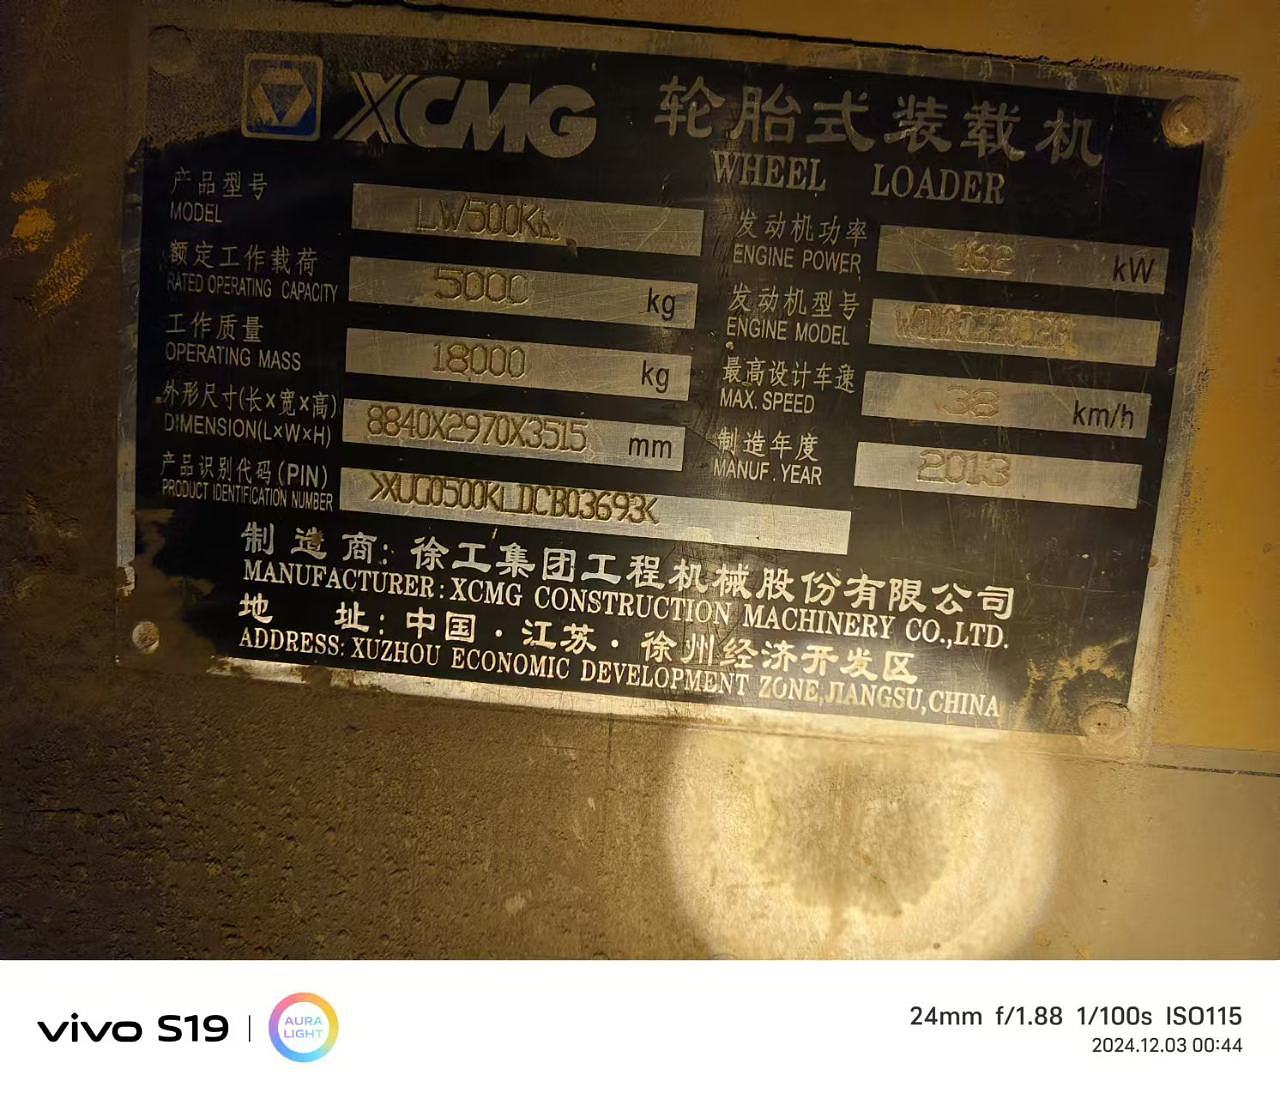 XCMG 轮胎式装载机
WHEEL LOADER
产品型号
MODEL
LW500KL
额定工作载荷
RATED OPERATING CAPACITY
5000 kg
工作质量
OPERATING MASS
18000 kg
外形尺寸(长×宽×高)
DIMENSION(L×W×H)
8840X2970X3515 mm
产品识别代码(PIN)
PRODUCT IDENTIFICATION NUMBER
>XUG0500KLDCB03693<
发动机功率
ENGINE POWER
162 kW
发动机型号
ENGINE MODEL
最高设计车速
MAX. SPEED
38 km/h
制造年度
MANUF. YEAR
2013
制造商: 徐工集团工程机械股份有限公司
MANUFACTURER: XCMG CONSTRUCTION MACHINERY CO.,LTD.
地 址: 中国·江苏·徐州经济开发区
ADDRESS: XUZHOU ECONOMIC DEVELOPMENT ZONE,JIANGSU,CHINA
vivo S19 | AURA LIGHT
24mm f/1.88 1/100s ISO115
2024.12.03 00:44